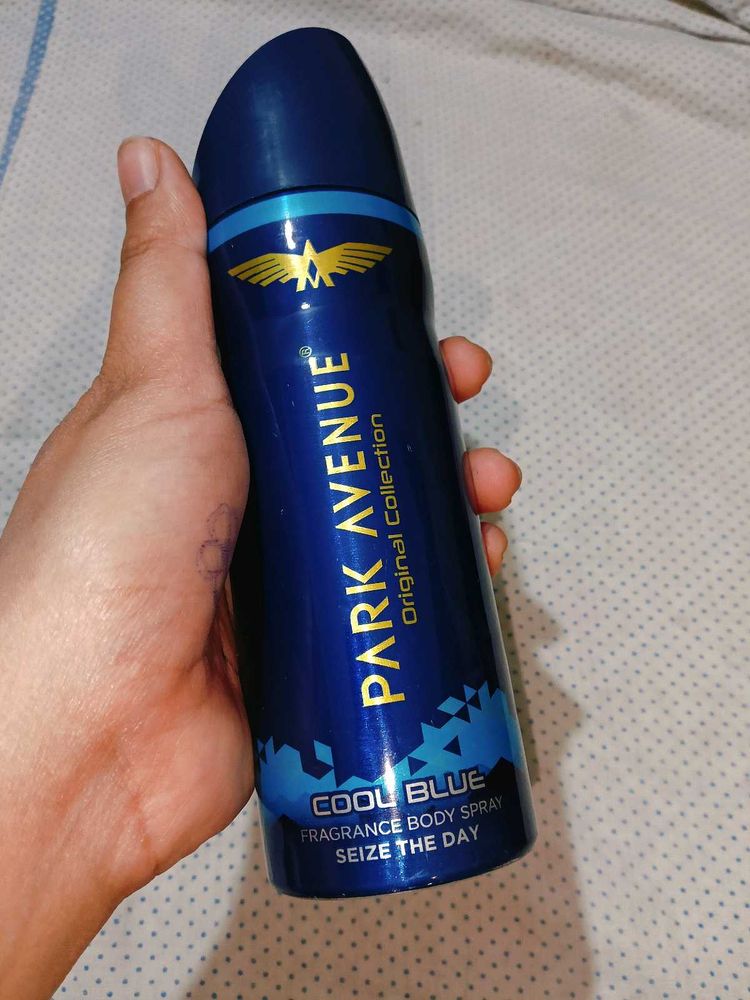 PARK AVENUE®
Original Collection
COOL BLUE
FRAGRANCE BODY SPRAY
SEIZE THE DAY